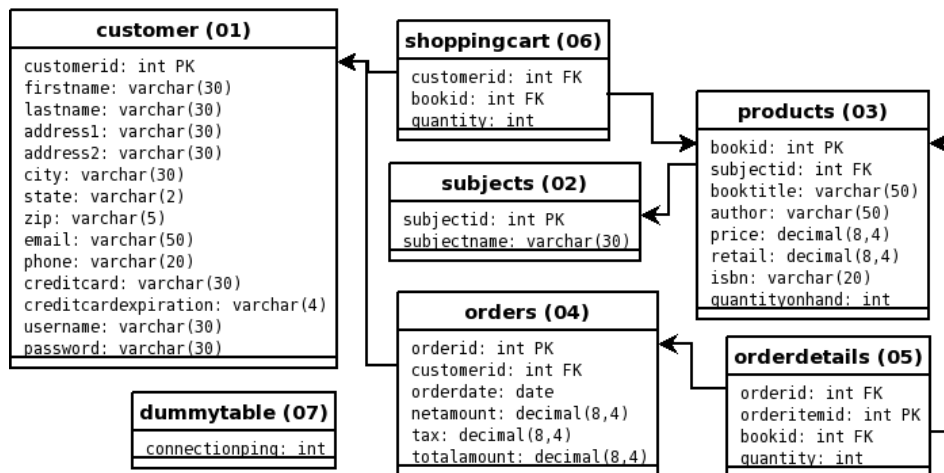 customer (01)
customerid: int PK
firstname: varchar(30)
lastname: varchar(30)
address1: varchar(30)
address2: varchar(30)
city: varchar(30)
state: varchar(2)
zip: varchar(5)
email: varchar(50)
phone: varchar(20)
creditcard: varchar(30)
creditcardexpiration: varchar(4)
username: varchar(30)
password: varchar(30)
shoppingcart (06)
customerid: int FK
bookid: int FK
quantity: int
products (03)
bookid: int PK
subjectid: int FK
booktitle: varchar(50)
author: varchar(50)
price: decimal(8,4)
retail: decimal(8,4)
isbn: varchar(20)
quantityonhand: int
subjects (02)
subjectid: int PK
subjectname: varchar(30)
orders (04)
orderid: int PK
customerid: int FK
orderdate: date
netamount: decimal(8,4)
tax: decimal(8,4)
totalamount: decimal(8,4)
orderdetails (05)
orderid: int FK
orderitemid: int PK
bookid: int FK
quantity: int
dummytable (07)
connectionping: int